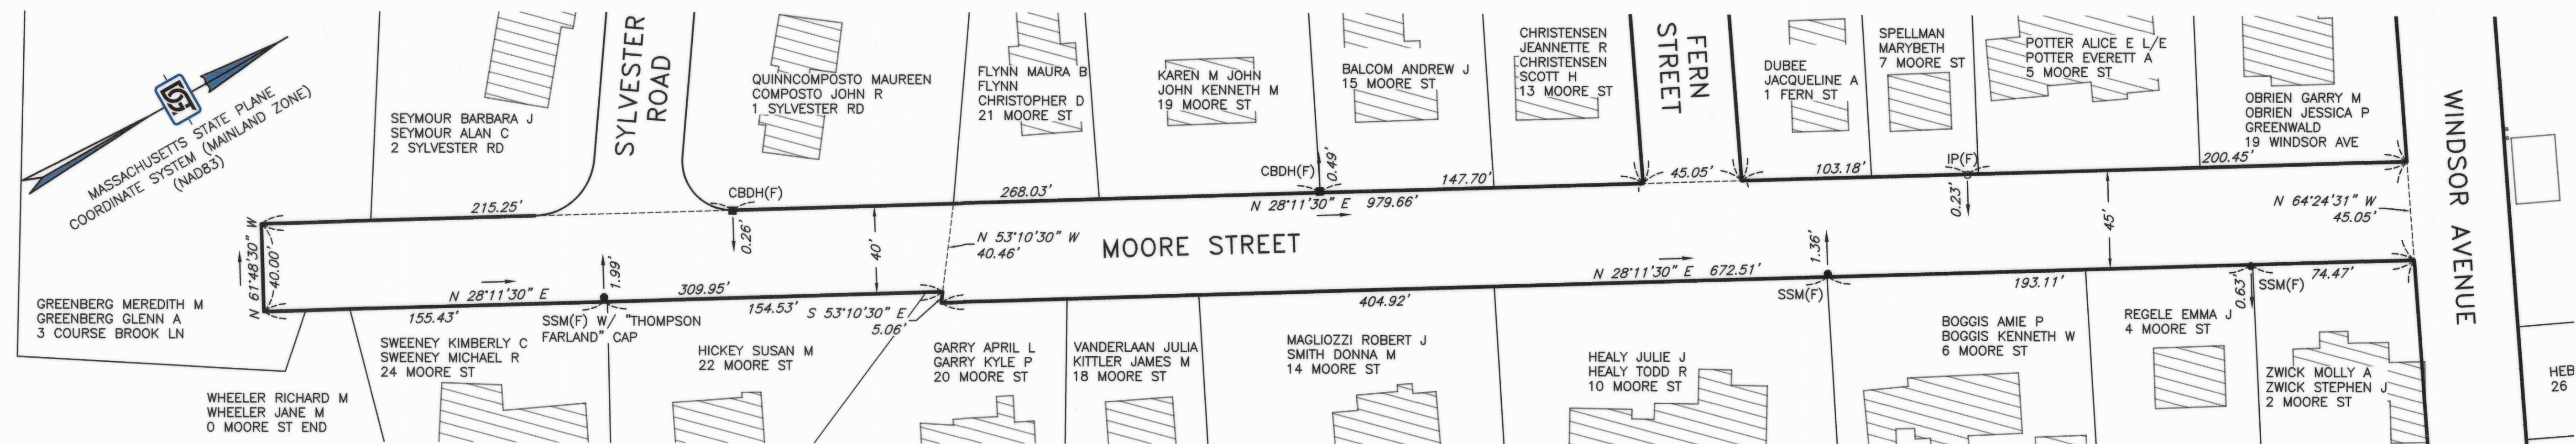 MASSACHUSETTS STATE PLANE
COORDINATE SYSTEM (MAINLAND ZONE)
(NAD83)
SEYMOUR BARBARA J
SEYMOUR ALAN C
2 SYLVESTER RD
SYLVESTER
ROAD
QUINNCOMPOSTO MAUREEN
COMPOSTO JOHN R
1 SYLVESTER RD
FLYNN MAURA B
FLYNN
CHRISTOPHER D
21 MOORE ST
KAREN M JOHN
JOHN KENNETH M
19 MOORE ST
BALCOM ANDREW J
15 MOORE ST
CHRISTENSEN
JEANNETTE R
CHRISTENSEN
SCOTT H
13 MOORE ST
FERN
STREET
DUBEE
JACQUELINE A
1 FERN ST
SPELLMAN
MARYBETH
7 MOORE ST
POTTER ALICE E L/E
POTTER EVERETT A
5 MOORE ST
OBRIEN GARRY M
OBRIEN JESSICA P
GREENWALD
19 WINDSOR AVE
WINDSOR AVENUE
215.25'
CBDH(F)
0.26'
268.03'
CBDH(F)
0.49'
147.70'
45.05'
103.18'
IP(F)
0.23'
200.45'
N 28°11'30" E 979.66'
N 64°24'31" W
45.05'
N 61°48'30" W
40.00'
40'
N 53°10'30" W
40.46'
MOORE STREET
45'
GREENBERG MEREDITH M
GREENBERG GLENN A
3 COURSE BROOK LN
N 28°11'30" E
309.95'
155.43'
1.99'
SSM(F) W/ "THOMPSON
FARLAND" CAP
154.53'
S 53°10'30" E
5.06'
404.92'
N 28°11'30" E 672.51'
1.36'
SSM(F)
193.11'
0.63'
SSM(F)
74.47'
WHEELER RICHARD M
WHEELER JANE M
0 MOORE ST END
SWEENEY KIMBERLY C
SWEENEY MICHAEL R
24 MOORE ST
HICKEY SUSAN M
22 MOORE ST
GARRY APRIL L
GARRY KYLE P
20 MOORE ST
VANDERLAAN JULIA
KITTLER JAMES M
18 MOORE ST
MAGLIOZZI ROBERT J
SMITH DONNA M
14 MOORE ST
HEALY JULIE J
HEALY TODD R
10 MOORE ST
BOGGIS AMIE P
BOGGIS KENNETH W
6 MOORE ST
REGELE EMMA J
4 MOORE ST
ZWICK MOLLY A
ZWICK STEPHEN J
2 MOORE ST
HEB
26